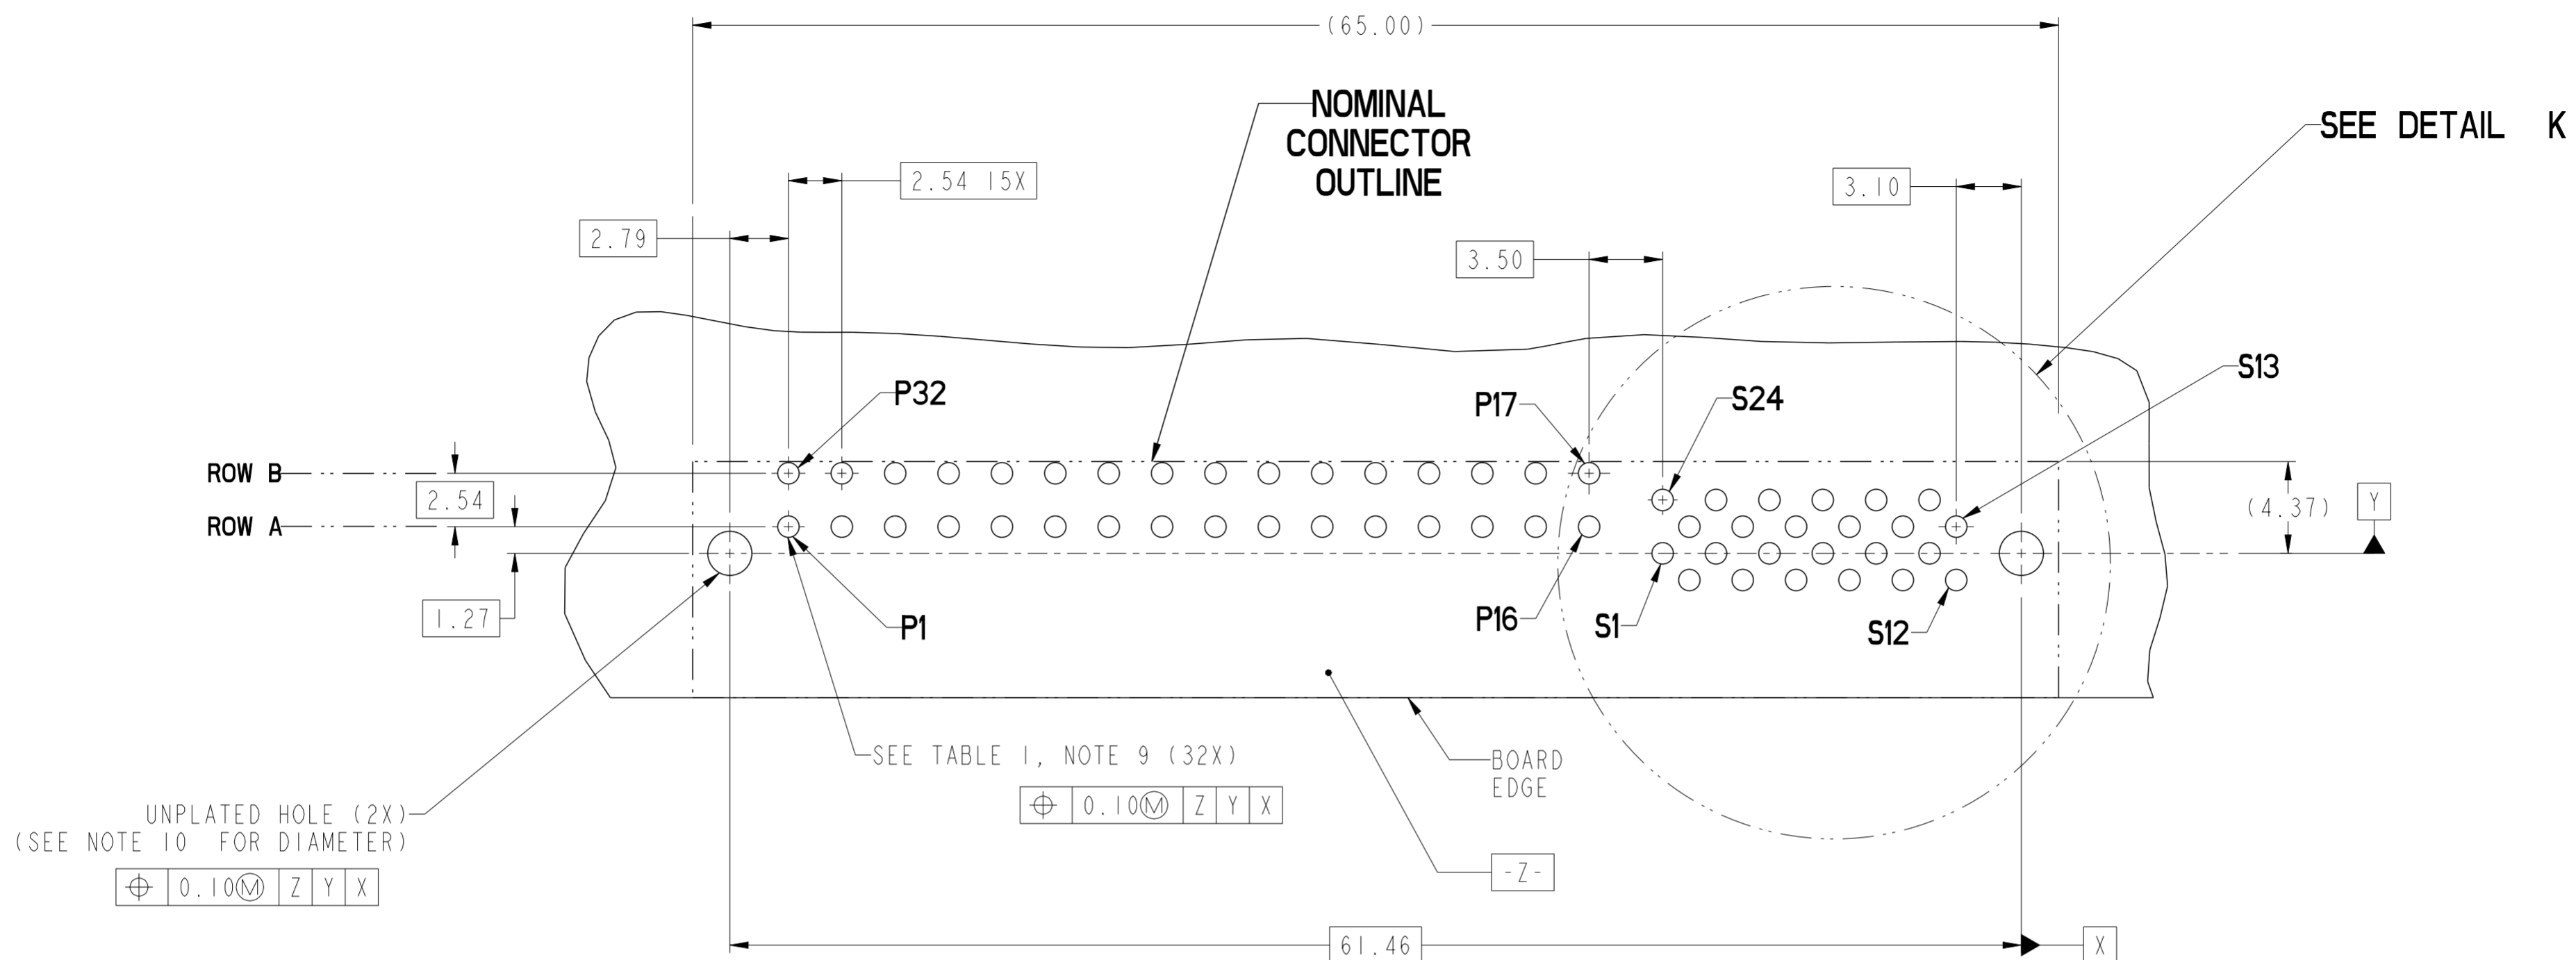 (65.00)
NOMINAL
CONNECTOR
OUTLINE
SEE DETAIL K
2.54 15X
3.10
2.79
3.50
P32
P17
S24
S13
ROW B
2.54
ROW A
(4.37)
Y
1.27
P1
P16
S1
S12
SEE TABLE 1, NOTE 9 (32X)
⌖ 0.10Ⓜ Z Y X
BOARD
EDGE
UNPLATED HOLE (2X)
(SEE NOTE 10 FOR DIAMETER)
⌖ 0.10Ⓜ Z Y X
-Z-
61.46
X